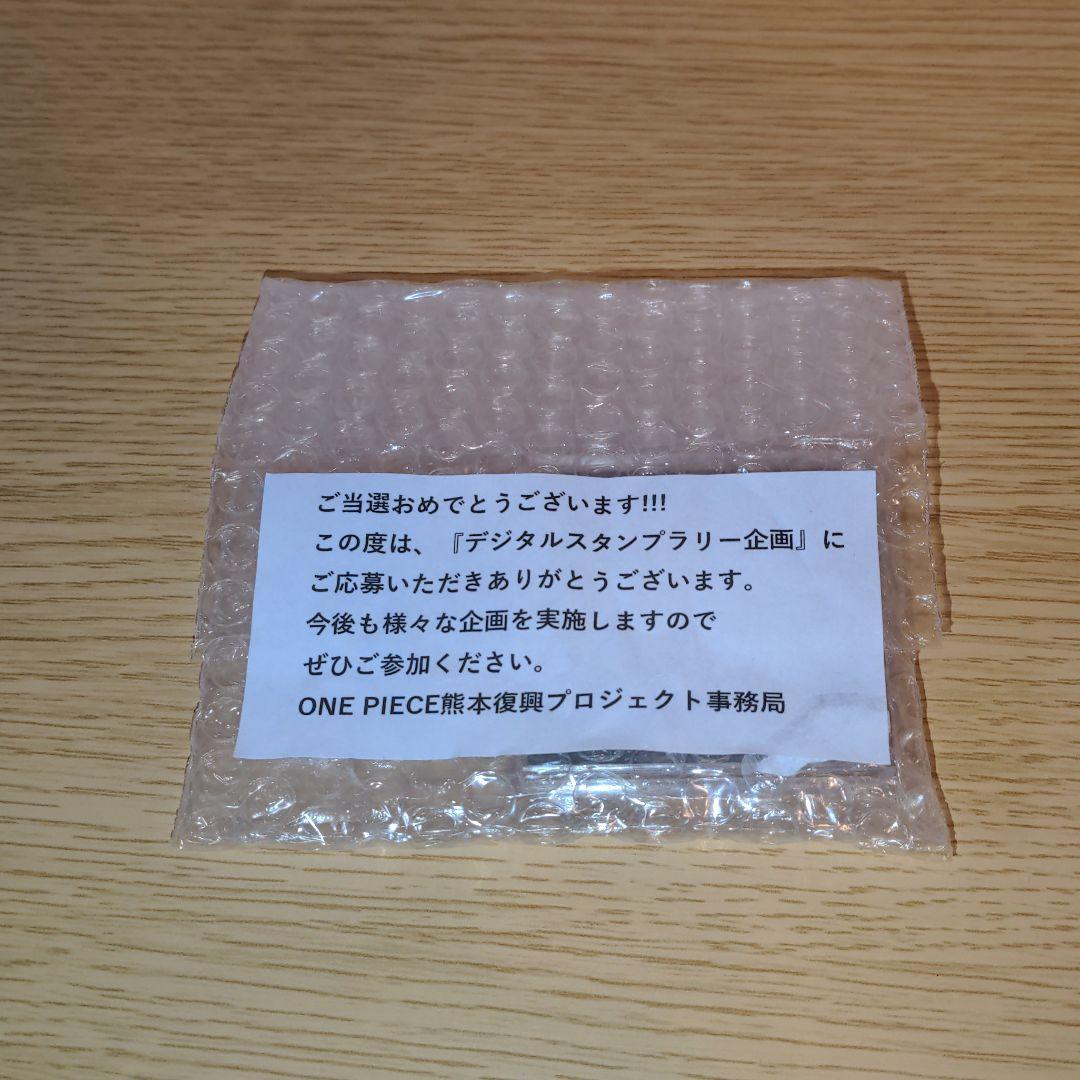 ご当選おめでとうございます!!!
この度は、『デジタルスタンプラリー企画』に
ご応募いただきありがとうございます。
今後も様々な企画を実施しますので
ぜひご参加ください。
ONE PIECE熊本復興プロジェクト事務局